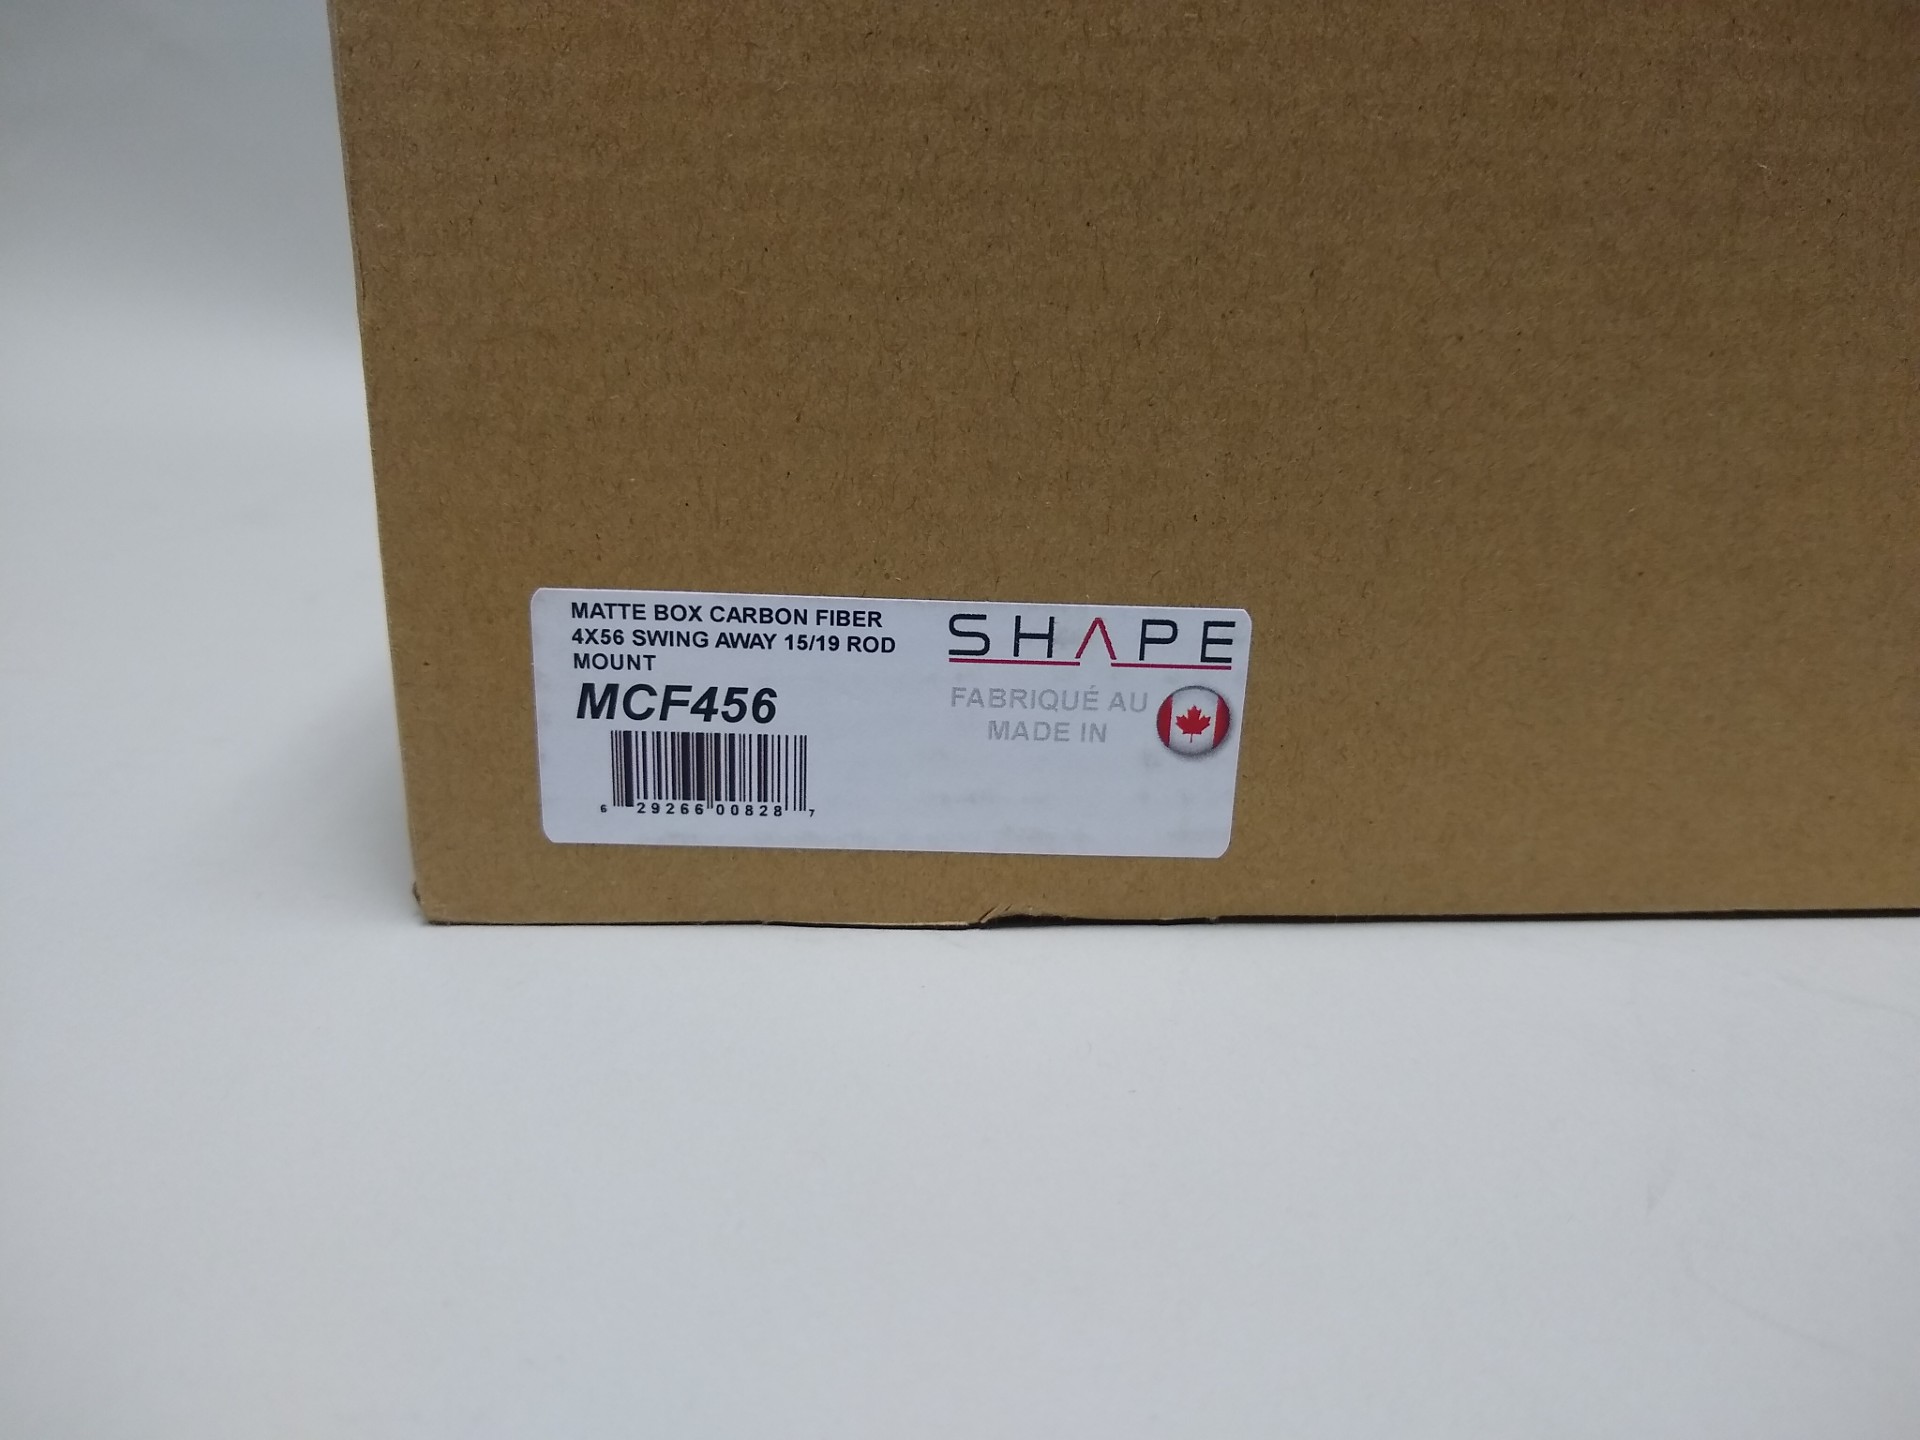 MATTE BOX CARBON FIBER
4X56 SWING AWAY 15/19 ROD
MOUNT
MCF456
6 29266 00828 7
SHAPE
FABRIQUÉ AU
MADE IN